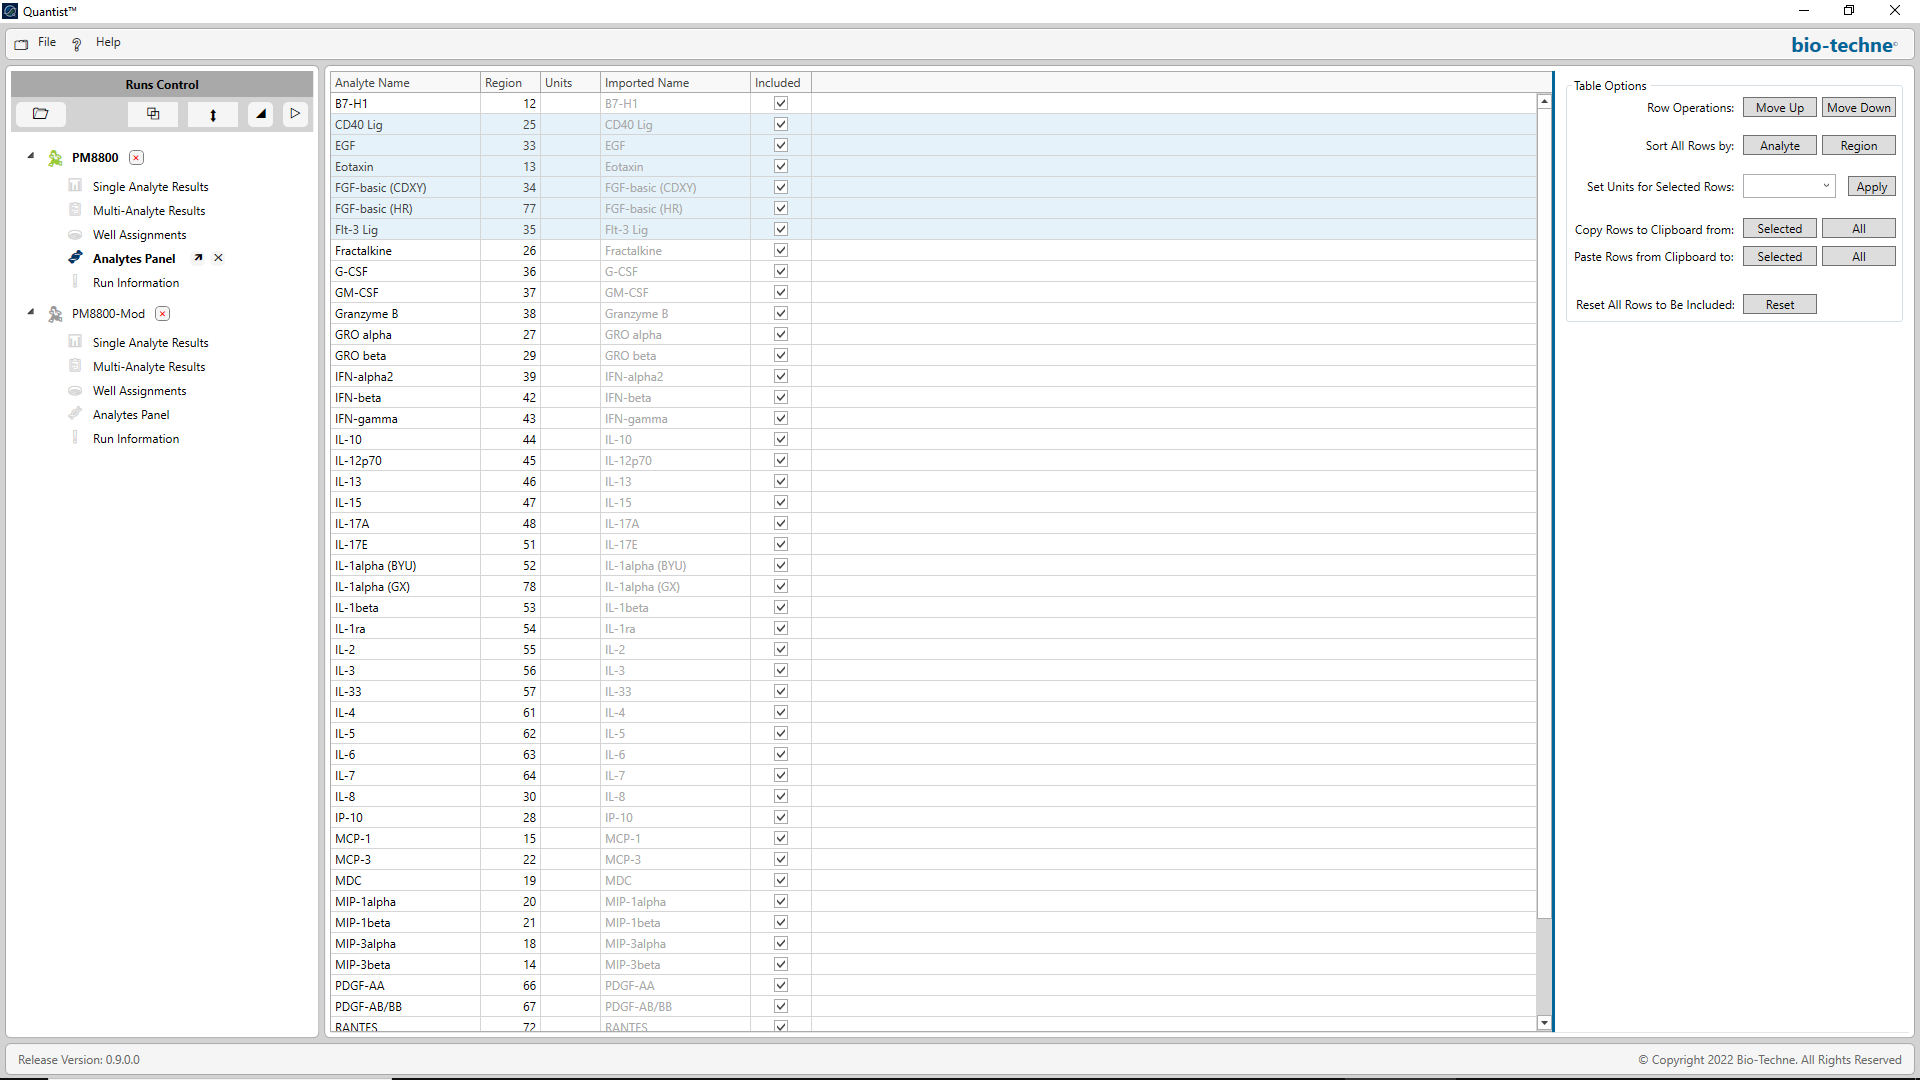 Quantist™
File Help bio-techne®
Runs Control
PM8800
Single Analyte Results
Multi-Analyte Results
Well Assignments
Analytes Panel
Run Information
PM8800-Mod
Single Analyte Results
Multi-Analyte Results
Well Assignments
Analytes Panel
Run Information
Analyte Name Region Units Imported Name Included
B7-H1 12 B7-H1
CD40 Lig 25 CD40 Lig
EGF 33 EGF
Eotaxin 13 Eotaxin
FGF-basic (CDXY) 34 FGF-basic (CDXY)
FGF-basic (HR) 77 FGF-basic (HR)
Flt-3 Lig 35 Flt-3 Lig
Fractalkine 26 Fractalkine
G-CSF 36 G-CSF
GM-CSF 37 GM-CSF
Granzyme B 38 Granzyme B
GRO alpha 27 GRO alpha
GRO beta 29 GRO beta
IFN-alpha2 39 IFN-alpha2
IFN-beta 42 IFN-beta
IFN-gamma 43 IFN-gamma
IL-10 44 IL-10
IL-12p70 45 IL-12p70
IL-13 46 IL-13
IL-15 47 IL-15
IL-17A 48 IL-17A
IL-17E 51 IL-17E
IL-1alpha (BYU) 52 IL-1alpha (BYU)
IL-1alpha (GX) 78 IL-1alpha (GX)
IL-1beta 53 IL-1beta
IL-1ra 54 IL-1ra
IL-2 55 IL-2
IL-3 56 IL-3
IL-33 57 IL-33
IL-4 61 IL-4
IL-5 62 IL-5
IL-6 63 IL-6
IL-7 64 IL-7
IL-8 30 IL-8
IP-10 28 IP-10
MCP-1 15 MCP-1
MCP-3 22 MCP-3
MDC 19 MDC
MIP-1alpha 20 MIP-1alpha
MIP-1beta 21 MIP-1beta
MIP-3alpha 18 MIP-3alpha
MIP-3beta 14 MIP-3beta
PDGF-AA 66 PDGF-AA
PDGF-AB/BB 67 PDGF-AB/BB
RANTES 72 RANTES
Table Options
Row Operations: Move Up Move Down
Sort All Rows by: Analyte Region
Set Units for Selected Rows: Apply
Copy Rows to Clipboard from: Selected All
Paste Rows from Clipboard to: Selected All
Reset All Rows to Be Included: Reset
Release Version: 0.9.0.0 © Copyright 2022 Bio-Techne. All Rights Reserved